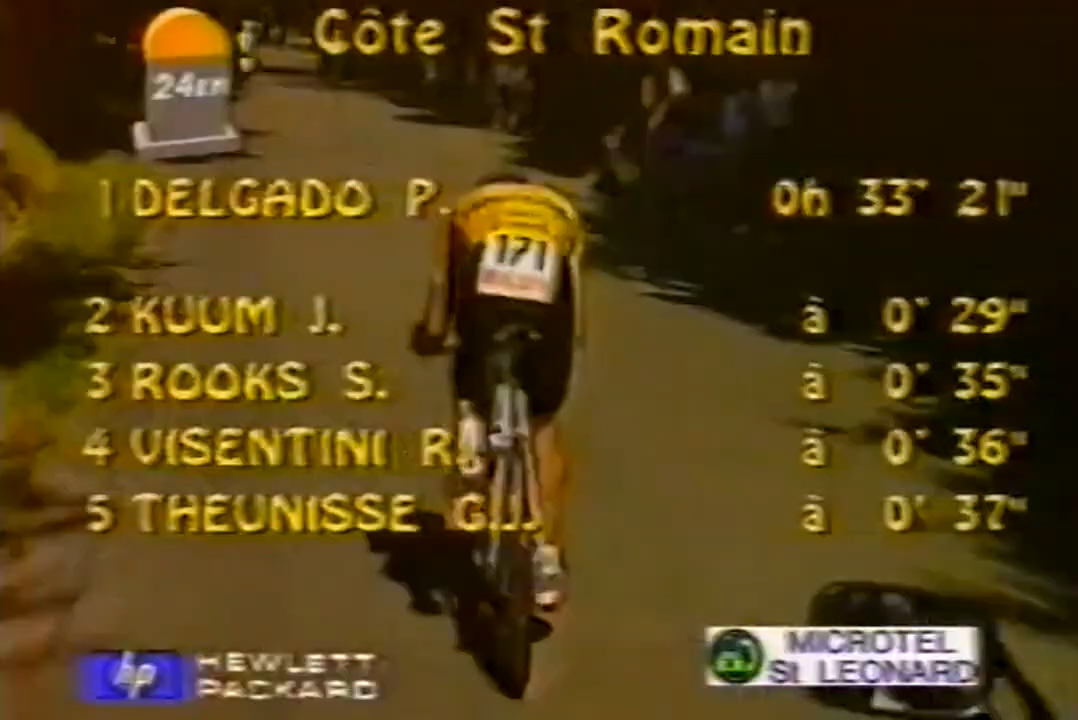 Côte St Romain
24km
1 DELGADO P. 0h 33' 21"
171
2 KUUM J. à 0' 29"
3 ROOKS S. à 0' 35"
4 VISENTINI R. à 0' 36"
5 THEUNISSE G... à 0' 37"
hp HEWLETT PACKARD
MICROTEL
St LEONARD